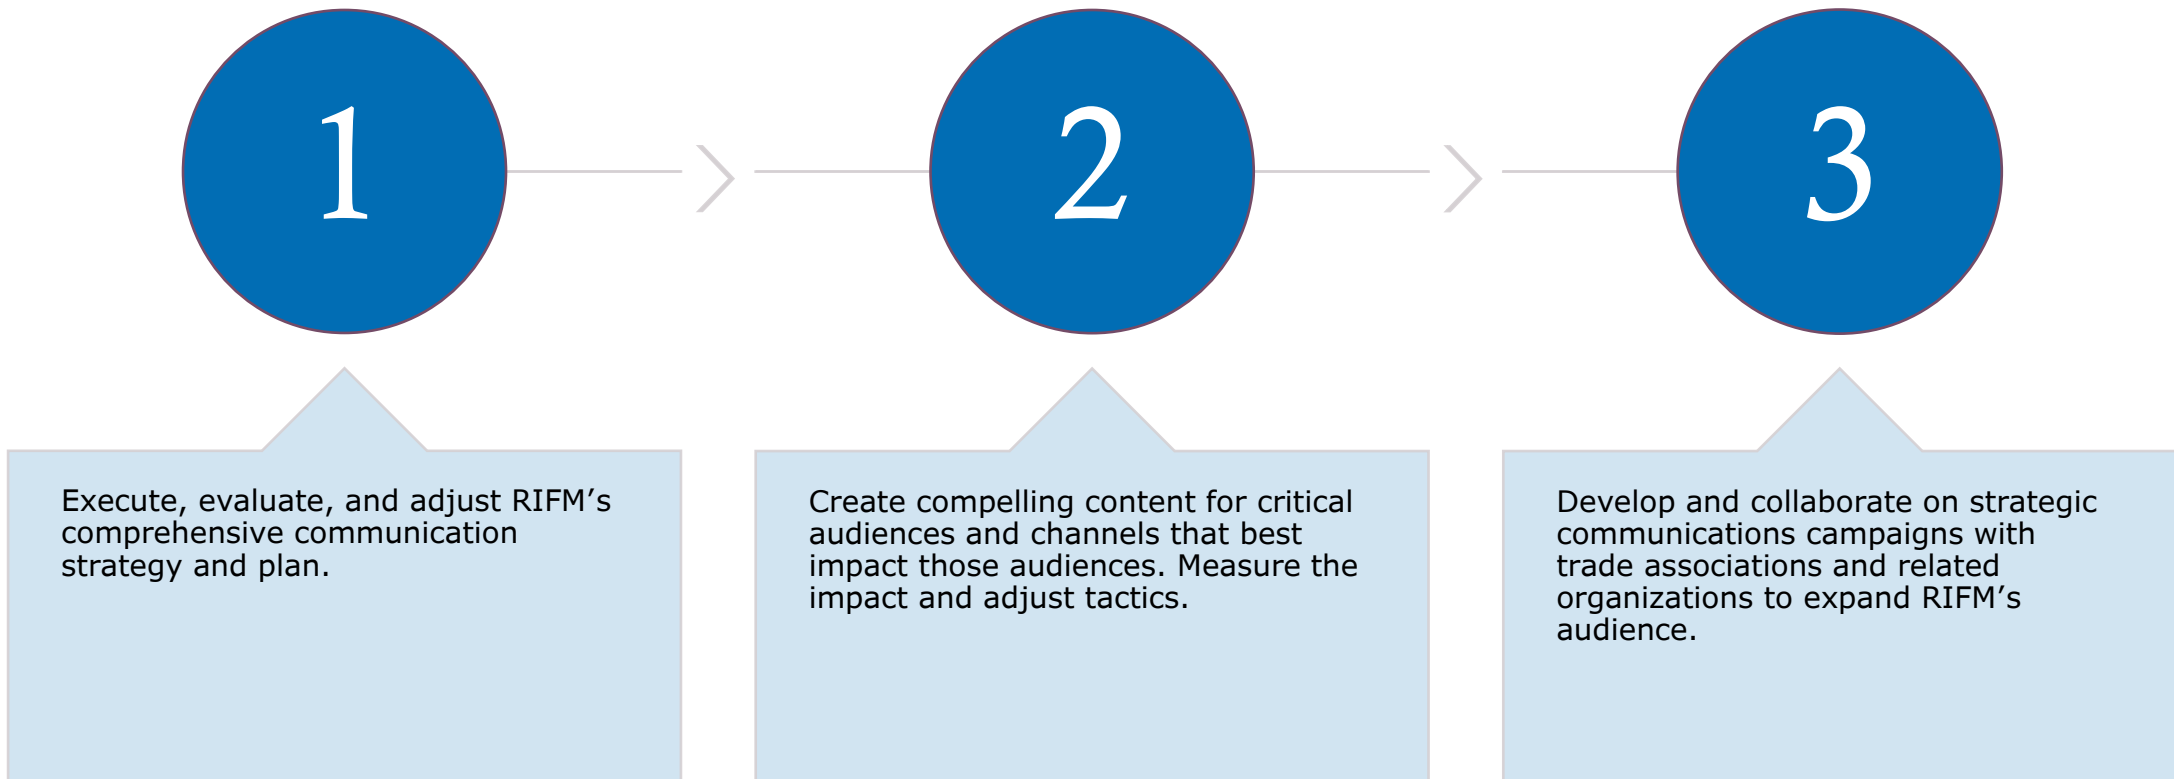 1
2
3
Execute, evaluate, and adjust RIFM’s
comprehensive communication
strategy and plan.
Create compelling content for critical
audiences and channels that best
impact those audiences. Measure the
impact and adjust tactics.
Develop and collaborate on strategic
communications campaigns with
trade associations and related
organizations to expand RIFM’s
audience.